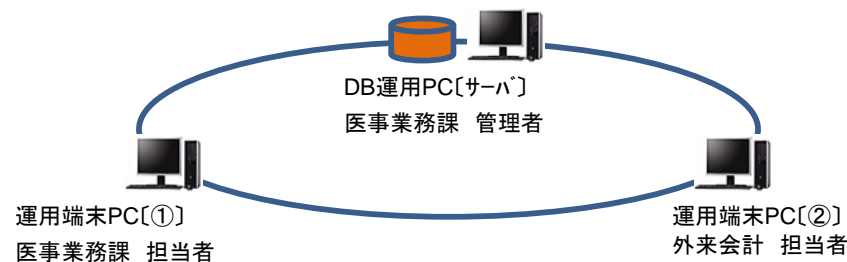 DB運用PC〔ｻｰﾊﾞ〕
医事業務課　管理者
運用端末PC〔①〕
医事業務課　担当者
運用端末PC〔②〕
外来会計　担当者